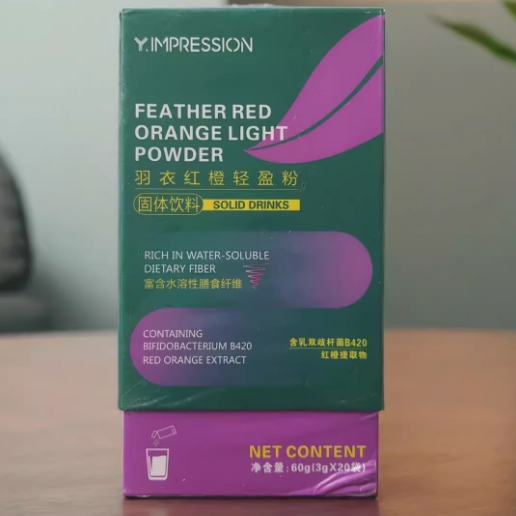 Y.IMPRESSION
FEATHER RED
ORANGE LIGHT
POWDER
羽衣红橙轻盈粉
固体饮料 SOLID DRINKS
RICH IN WATER-SOLUBLE
DIETARY FIBER
富含水溶性膳食纤维
CONTAINING
BIFIDOBACTERIUM B420
RED ORANGE EXTRACT
含乳双歧杆菌B420
红橙提取物
NET CONTENT
净含量:60g(3gX20袋)